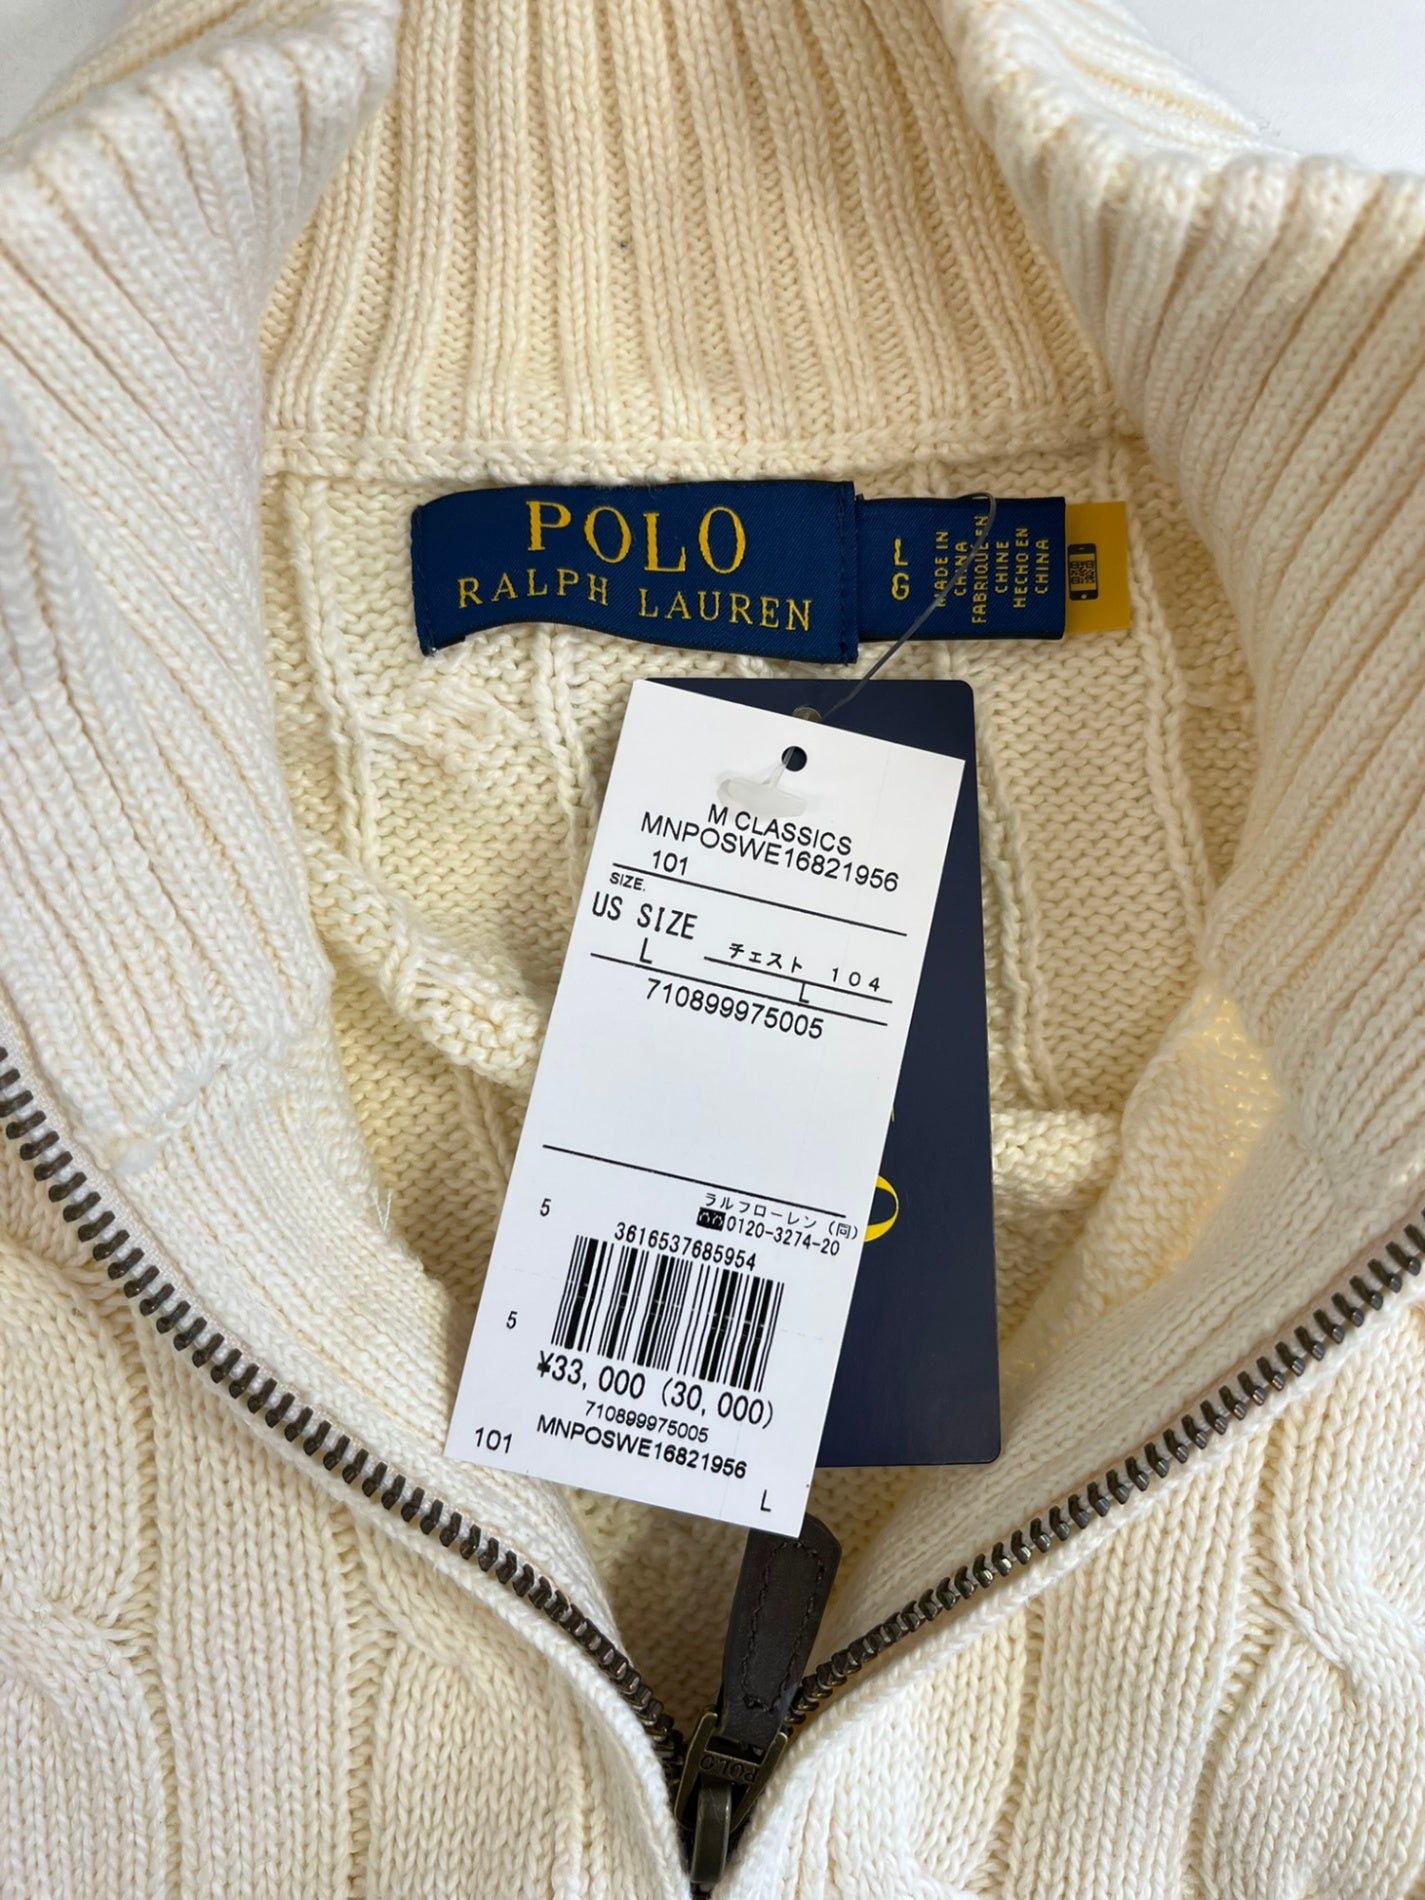 POLO
RALPH LAUREN
L
G
MADE IN
CHINA
FABRIQUE EN
CHINE
HECHO EN
CHINA
M CLASSICS
MNPOSWE16821956
101
SIZE.
US SIZE
L
チェスト 104
L
710899975005
ラルフローレン (同)
0120-3274-20
5
3616537685954
5
¥33,000 (30,000)
710899975005
MNPOSWE16821956
101
L
POLO